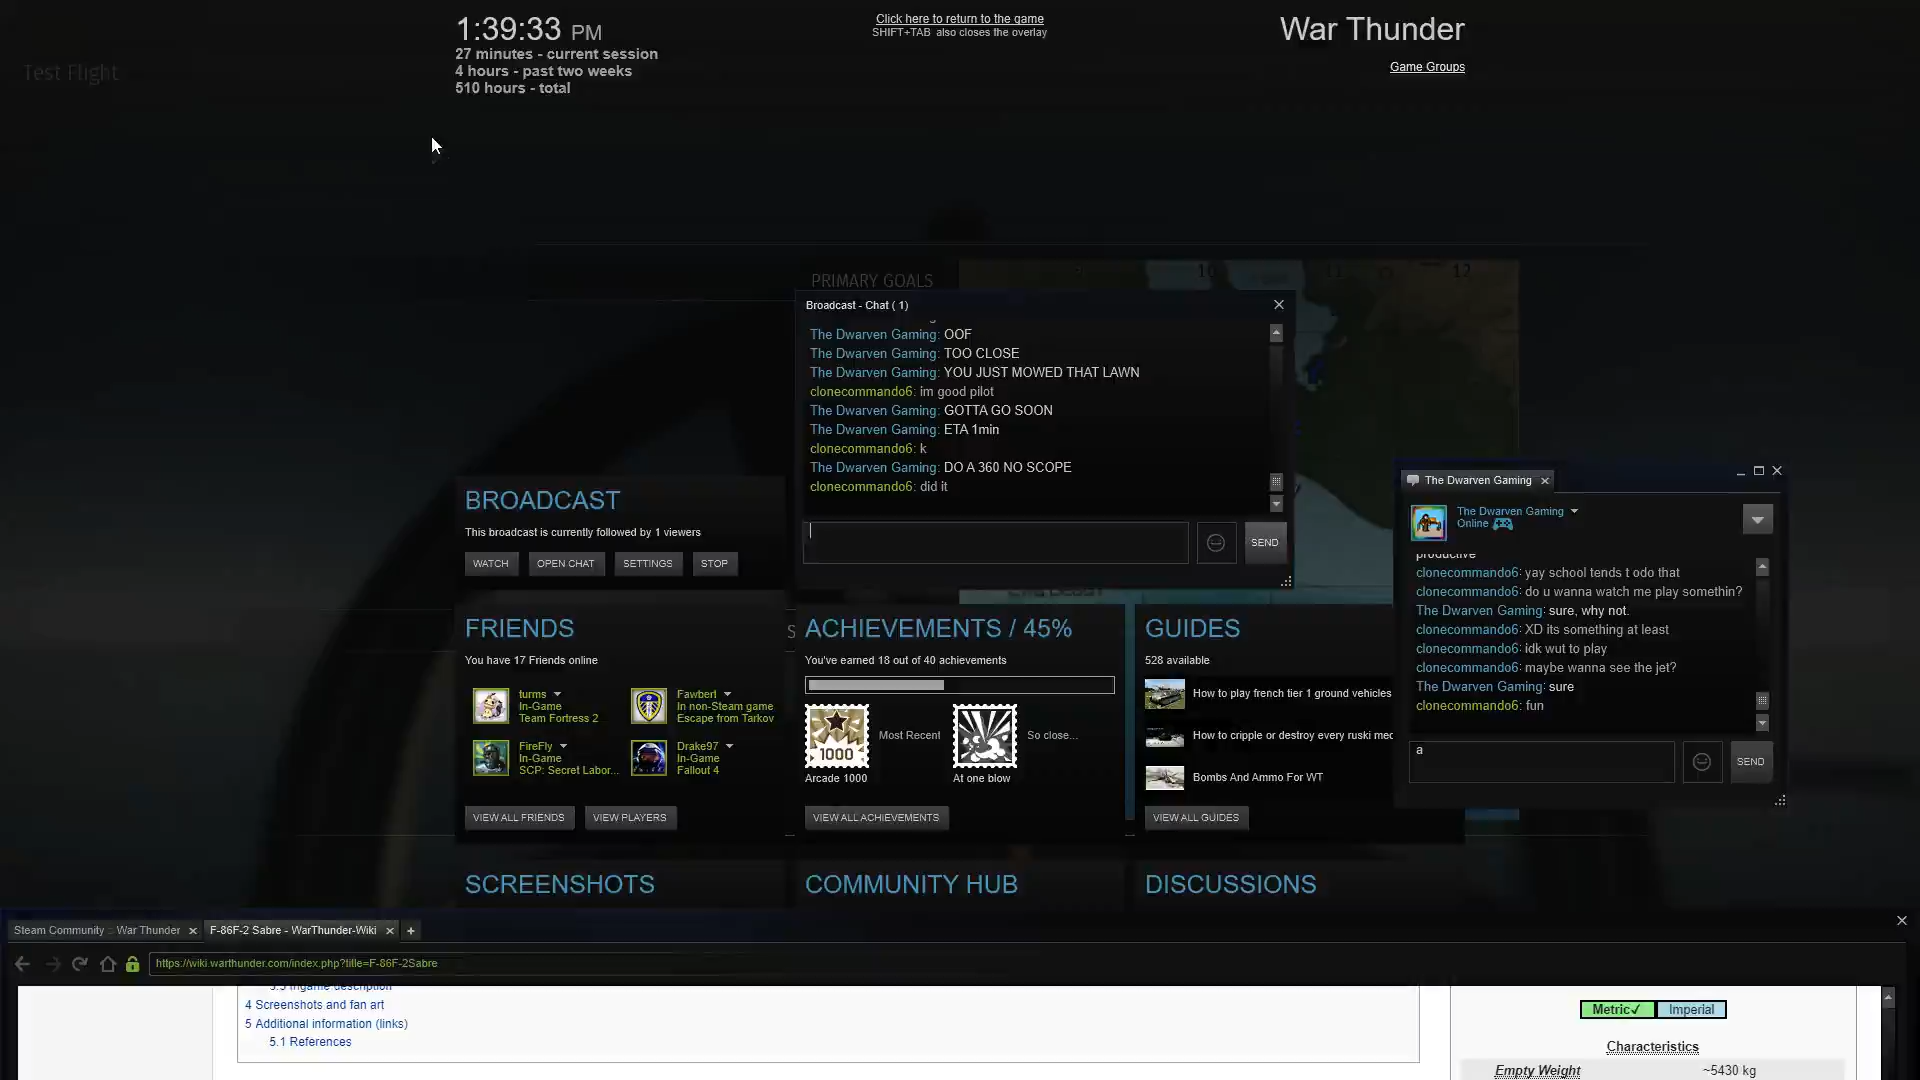 1:39:33 PM
27 minutes - current session
4 hours - past two weeks
510 hours - total
Click here to return to the game
SHIFT+TAB also closes the overlay
War Thunder
Game Groups
Test Flight
PRIMARY GOALS
10
11
12
Broadcast - Chat ( 1)
The Dwarven Gaming: OOF
The Dwarven Gaming: TOO CLOSE
The Dwarven Gaming: YOU JUST MOWED THAT LAWN
clonecommando6: im good pilot
The Dwarven Gaming: GOTTA GO SOON
The Dwarven Gaming: ETA 1min
clonecommando6: k
The Dwarven Gaming: DO A 360 NO SCOPE
clonecommando6: did it
SEND
BROADCAST
This broadcast is currently followed by 1 viewers
WATCH
OPEN CHAT
SETTINGS
STOP
The Dwarven Gaming
The Dwarven Gaming
Online
productive
clonecommando6: yay school tends t odo that
clonecommando6: do u wanna watch me play somethin?
The Dwarven Gaming: sure, why not.
clonecommando6: XD its something at least
clonecommando6: idk wut to play
clonecommando6: maybe wanna see the jet?
The Dwarven Gaming: sure
clonecommando6: fun
a
SEND
FRIENDS
You have 17 Friends online
turms
In-Game
Team Fortress 2
Fawbert
In non-Steam game
Escape from Tarkov
FireFly
In-Game
SCP: Secret Labor...
Drake97
In-Game
Fallout 4
VIEW ALL FRIENDS
VIEW PLAYERS
ACHIEVEMENTS / 45%
You've earned 18 out of 40 achievements
1000
Most Recent
So close...
Arcade 1000
At one blow
VIEW ALL ACHIEVEMENTS
GUIDES
528 available
How to play french tier 1 ground vehicles
How to cripple or destroy every ruski med
Bombs And Ammo For WT
VIEW ALL GUIDES
SCREENSHOTS
COMMUNITY HUB
DISCUSSIONS
Steam Community :: War Thunder
F-86F-2 Sabre - WarThunder-Wiki
https://wiki.warthunder.com/index.php?title=F-86F-2Sabre
ingame description
4 Screenshots and fan art
5 Additional information (links)
5.1 References
Metric✓
Imperial
Characteristics
Empty Weight
~5430 kg